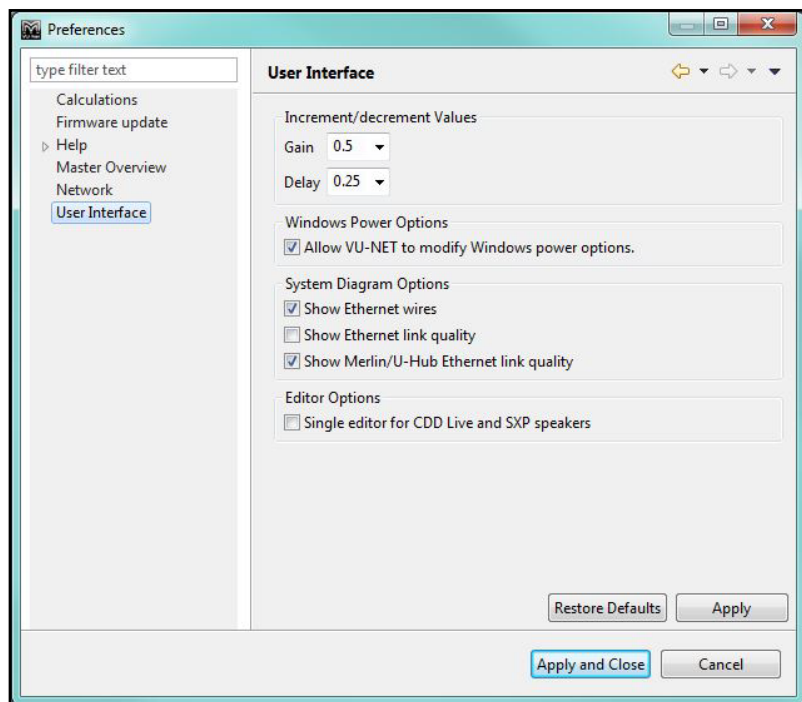 Preferences
type filter text
Calculations
Firmware update
Help
Master Overview
Network
User Interface
User Interface
Increment/decrement Values
Gain 0.5
Delay 0.25
Windows Power Options
Allow VU-NET to modify Windows power options.
System Diagram Options
Show Ethernet wires
Show Ethernet link quality
Show Merlin/U-Hub Ethernet link quality
Editor Options
Single editor for CDD Live and SXP speakers
Restore Defaults Apply
Apply and Close Cancel